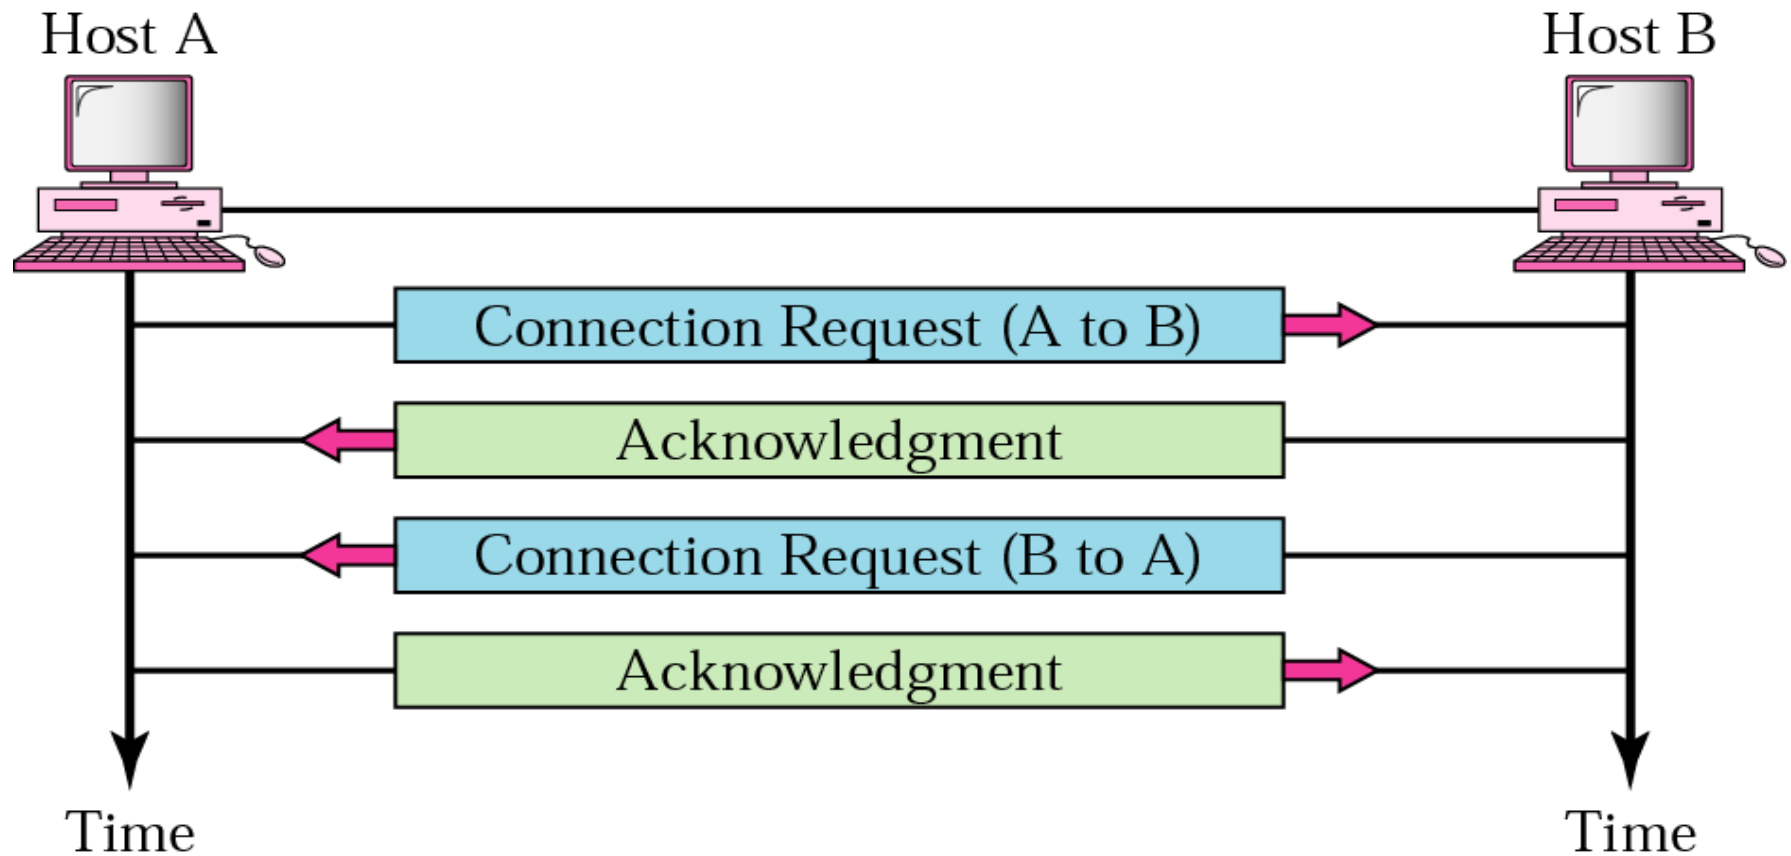 Host A
Host B
Connection Request (A to B)
Acknowledgment
Connection Request (B to A)
Acknowledgment
Time
Time